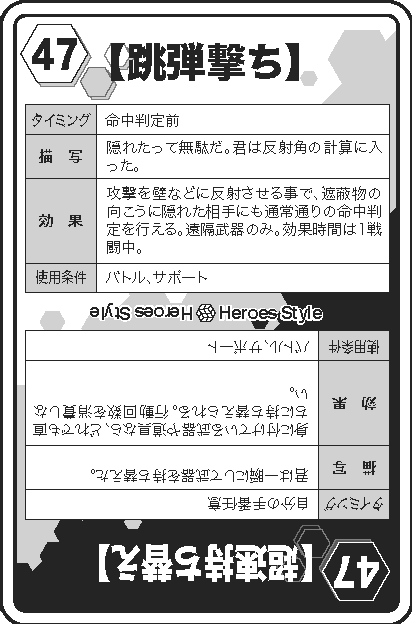 47
【跳弾撃ち】
タイミング 命中判定前
描 写 隠れたって無駄だ。君は反射角の計算に入
った。
効 果 攻撃を壁などに反射させる事で、遮蔽物の
向こうに隠れた相手にも通常通りの命中判
定を行える。遠隔武器のみ。効果時間は1戦
闘中。
使用条件 バトル、サポート
Heroes Style
Heroes Style
47
【超速持ち替え】
タイミング 自分の手番任意
描 写 君は一瞬にして武器を持ち替えた。
効 果 身に付けている武器や道具なら、どれでも直
ちに持ち替えられる。行動回数を消費しな
い。
使用条件 バトル、サポート